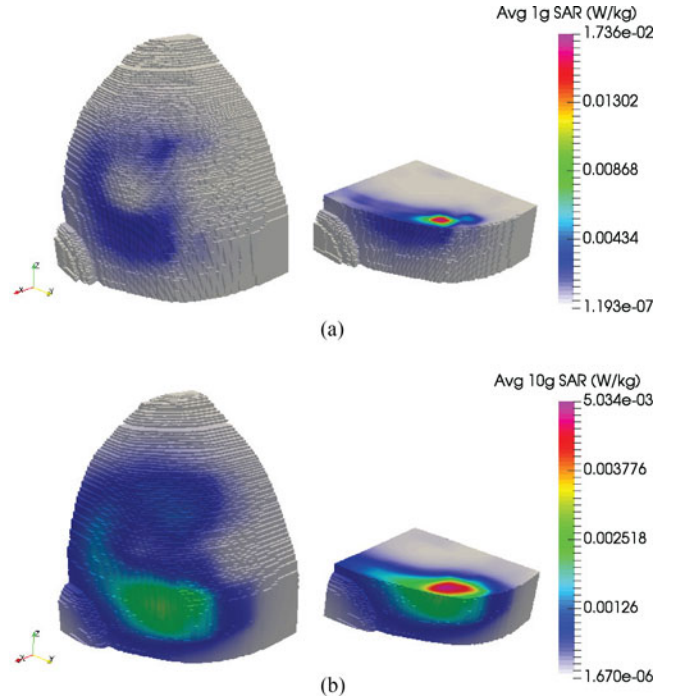 Avg 1g SAR (W/kg)
1.736e-02
0.01302
0.00868
0.00434
1.193e-07
Z
X
Y
(a)
Avg 10g SAR (W/kg)
5.034e-03
0.003776
0.002518
0.00126
1.670e-06
Z
X
Y
(b)